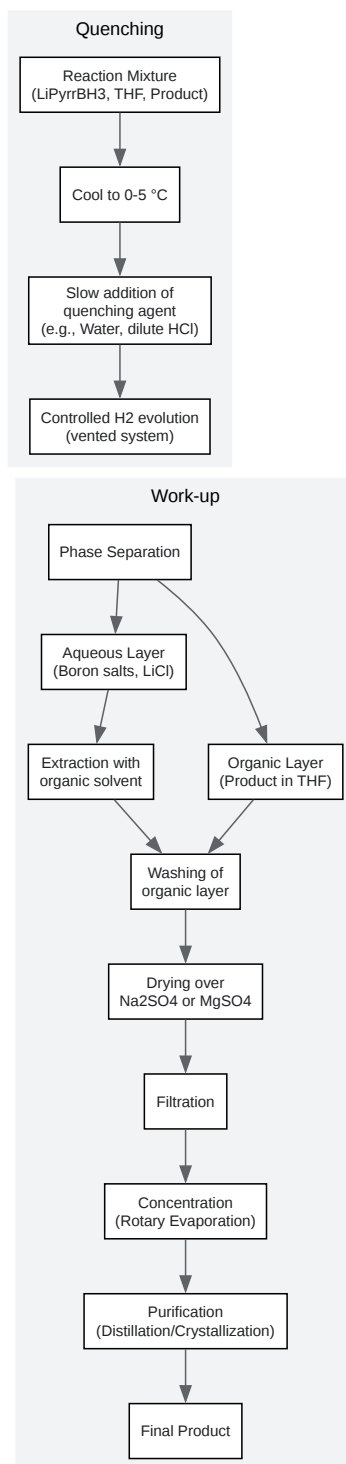 Quenching
Reaction Mixture
(LiPyrrBH3, THF, Product)
Cool to 0-5 °C
Slow addition of
quenching agent
(e.g., Water, dilute HCl)
Controlled H2 evolution
(vented system)
Work-up
Phase Separation
Aqueous Layer
(Boron salts, LiCl)
Extraction with
organic solvent
Organic Layer
(Product in THF)
Washing of
organic layer
Drying over
Na2SO4 or MgSO4
Filtration
Concentration
(Rotary Evaporation)
Purification
(Distillation/Crystallization)
Final Product